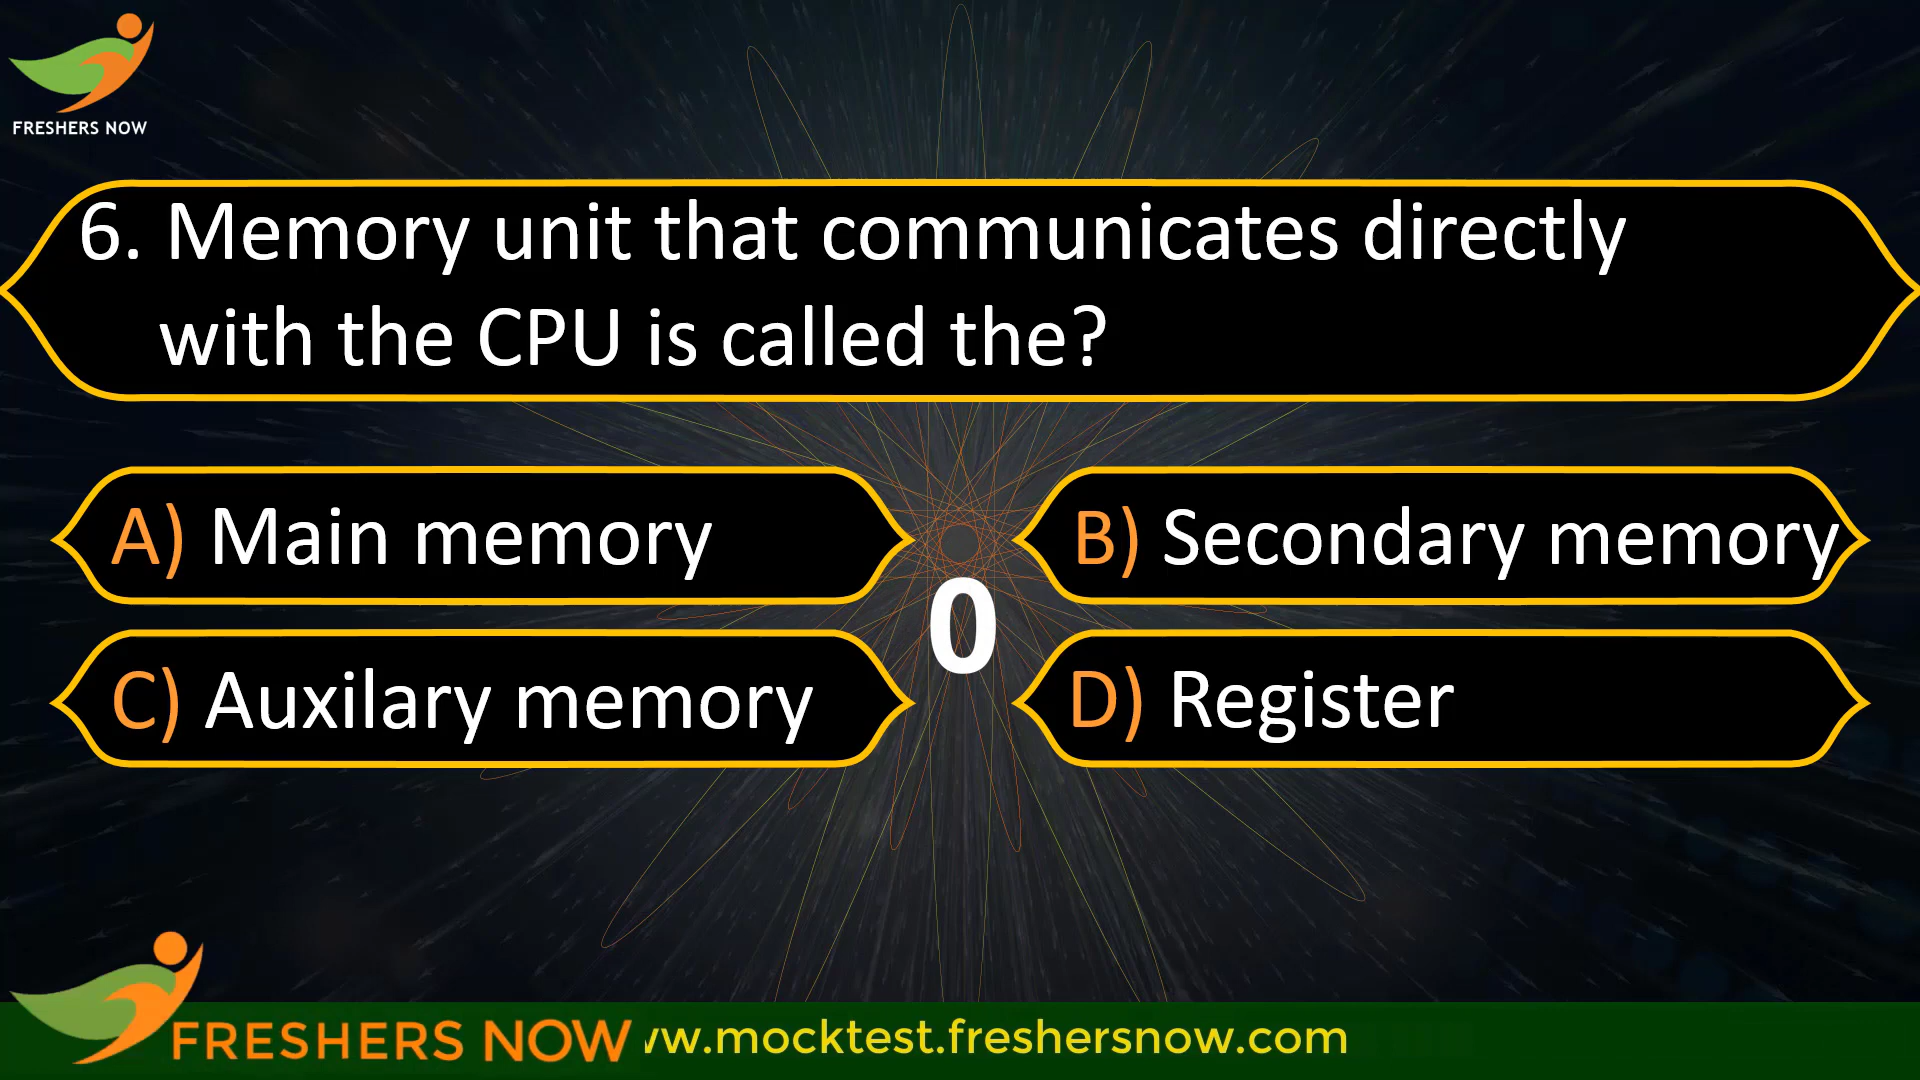 FRESHERS NOW
6. Memory unit that communicates directly
with the CPU is called the?
A) Main memory
B) Secondary memory
C) Auxilary memory
D) Register
0
FRESHERS NOW
w.mocktest.freshersnow.com